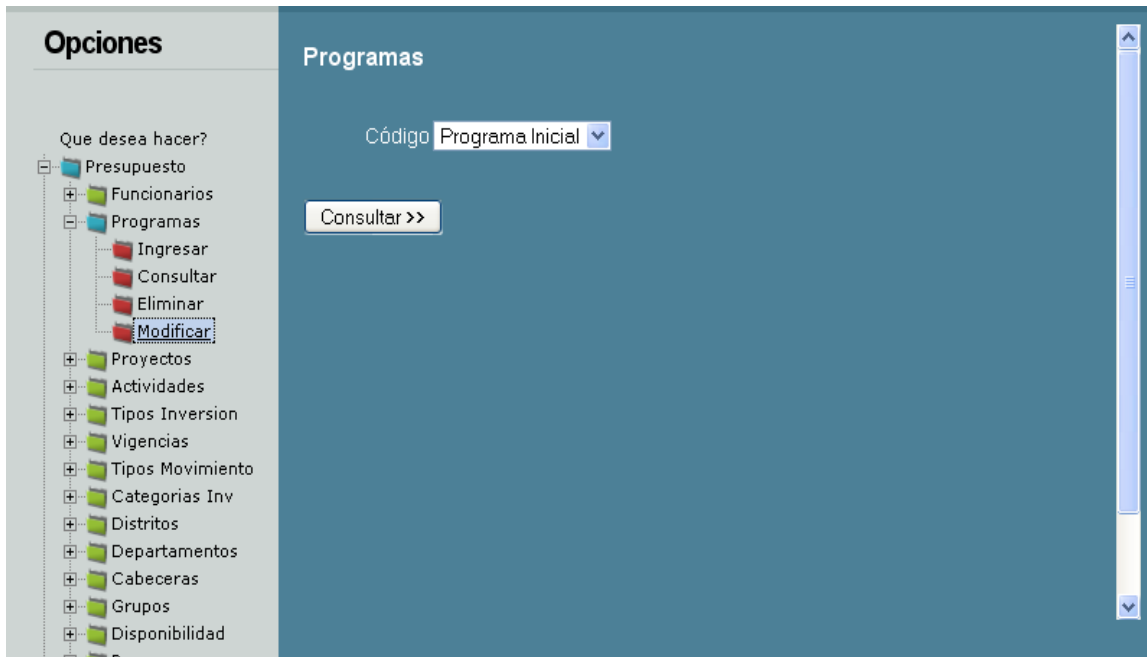 Opciones
Que desea hacer?
Presupuesto
Funcionarios
Programas
Ingresar
Consultar
Eliminar
Modificar
Proyectos
Actividades
Tipos Inversion
Vigencias
Tipos Movimiento
Categorias Inv
Distritos
Departamentos
Cabeceras
Grupos
Disponibilidad
Programas
Código Programa Inicial
Consultar >>